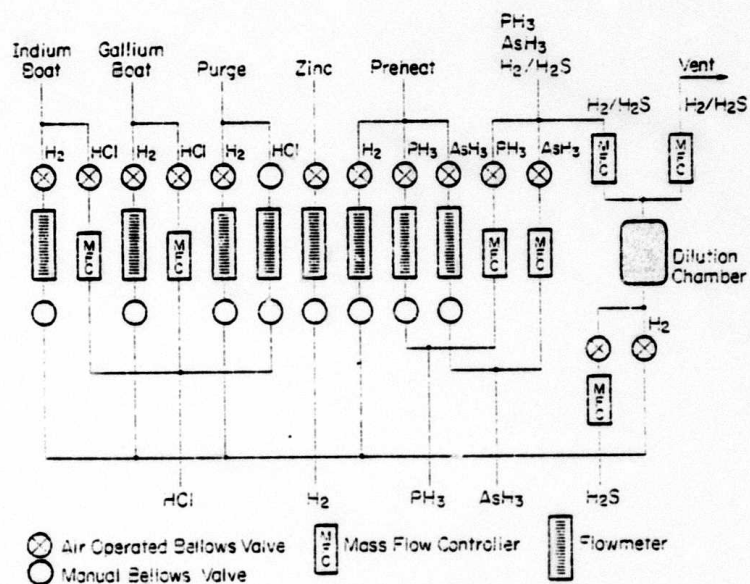 PH3
AsH3
H2/H2S
Indium Boat
Gallium Boat
Purge
Zinc
Preheat
Vent
H2/H2S
H2/H2S
H2
HCl
H2
HCl
H2
HCl
H2
PH3
AsH3
PH3
AsH3
MFC
MFC
MFC
MFC
MFC
MFC
Dilution
Chamber
H2
MFC
HCl
H2
PH3
AsH3
H2S
Air Operated Bellows Valve
MFC
Mass Flow Controller
Flowmeter
Manual Bellows Valve